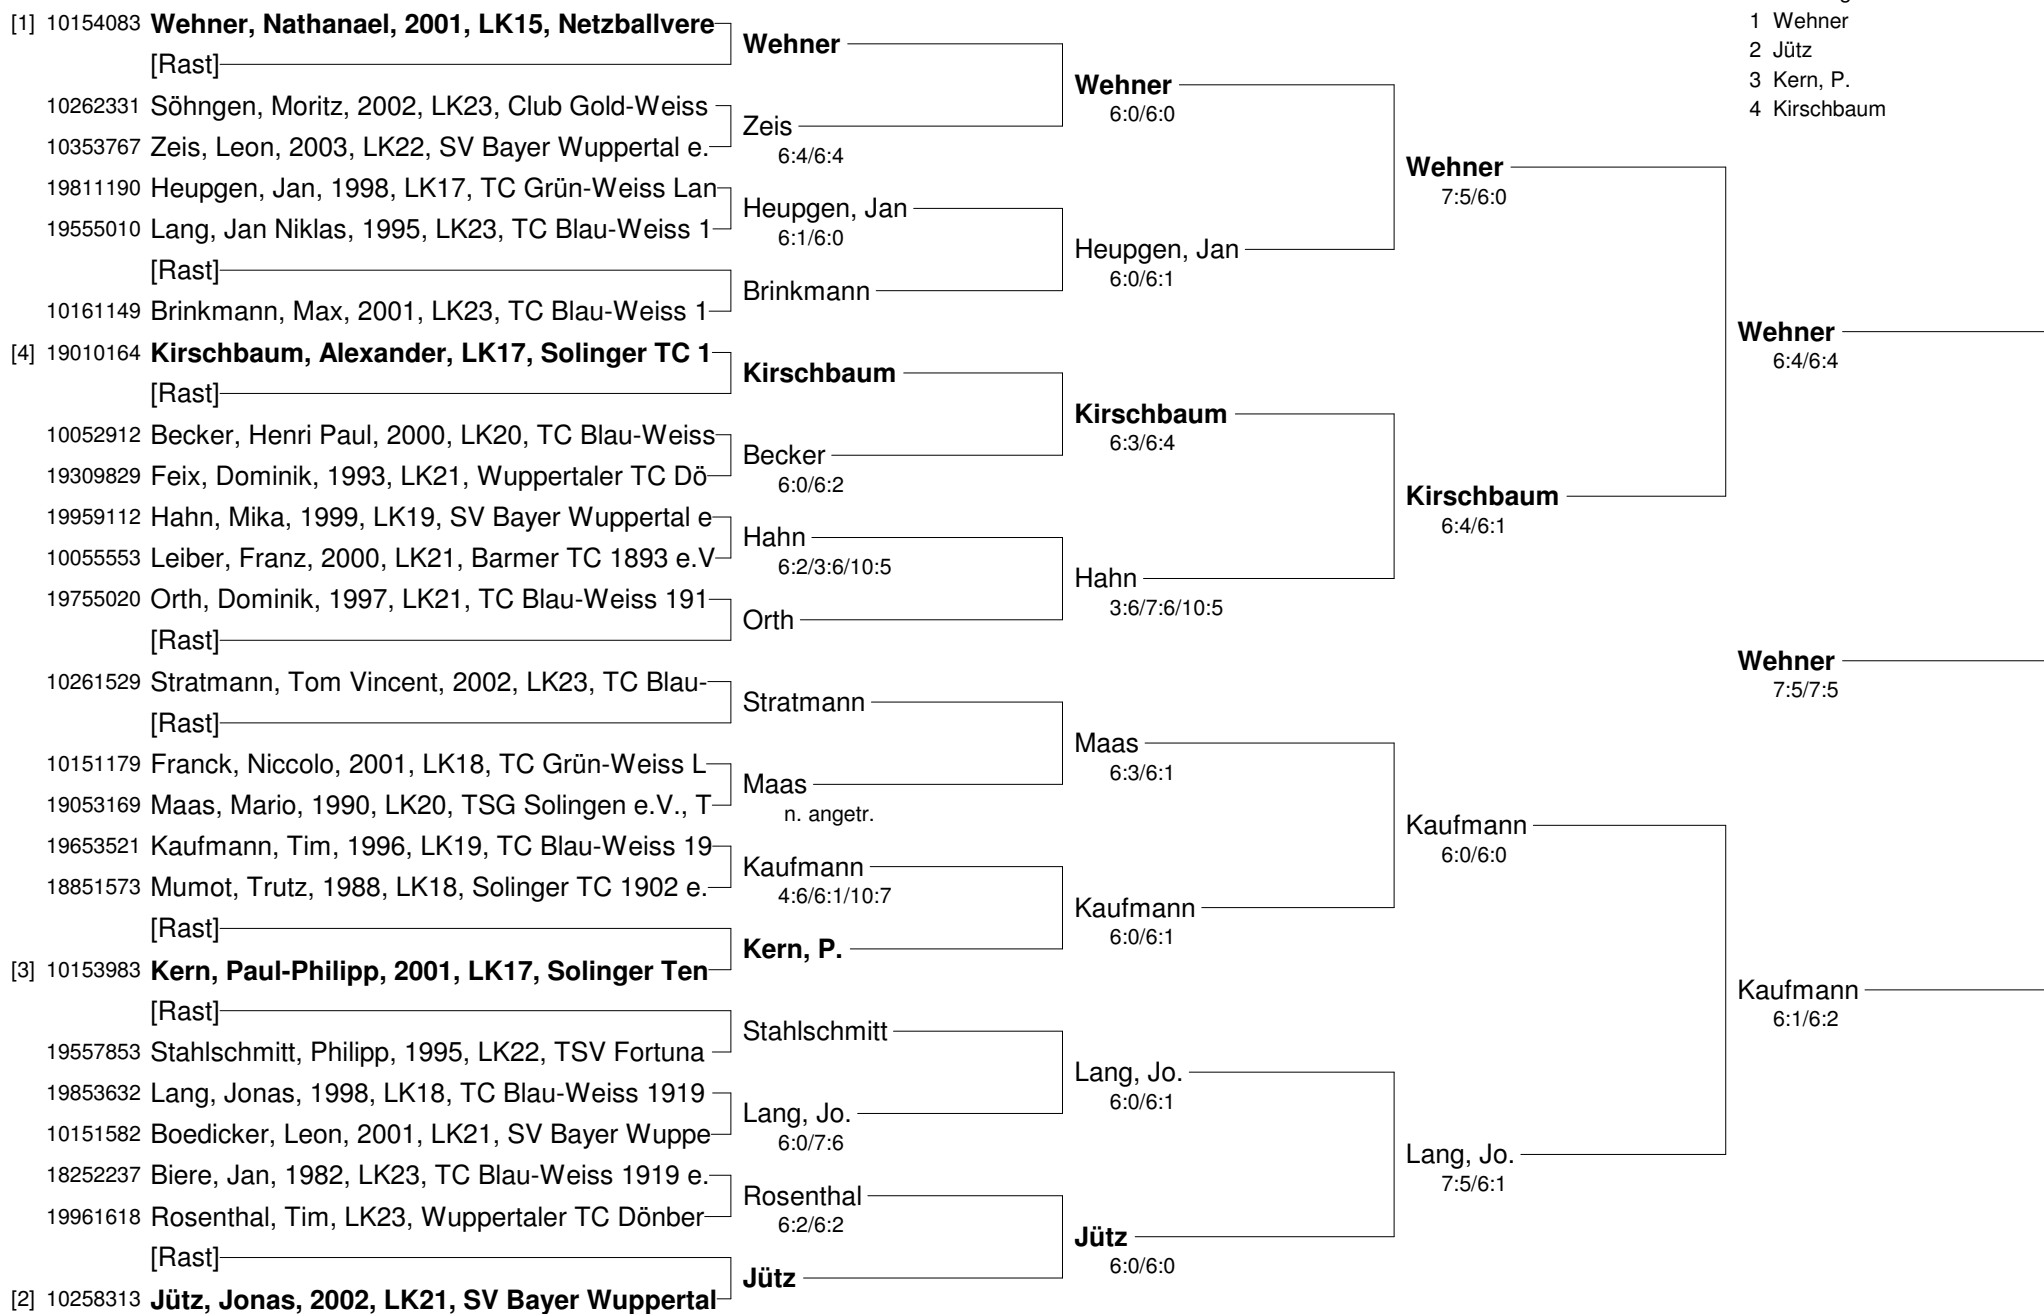 [1] 10154083 Wehner, Nathanael, 2001, LK15, Netzballvere
[Rast]
10262331 Söhngen, Moritz, 2002, LK23, Club Gold-Weiss
10353767 Zeis, Leon, 2003, LK22, SV Bayer Wuppertal e.
19811190 Heupgen, Jan, 1998, LK17, TC Grün-Weiss Lan
19555010 Lang, Jan Niklas, 1995, LK23, TC Blau-Weiss 1
[Rast]
10161149 Brinkmann, Max, 2001, LK23, TC Blau-Weiss 1
[4] 19010164 Kirschbaum, Alexander, LK17, Solinger TC 1
[Rast]
10052912 Becker, Henri Paul, 2000, LK20, TC Blau-Weiss
19309829 Feix, Dominik, 1993, LK21, Wuppertaler TC Dö
19959112 Hahn, Mika, 1999, LK19, SV Bayer Wuppertal e
10055553 Leiber, Franz, 2000, LK21, Barmer TC 1893 e.V
19755020 Orth, Dominik, 1997, LK21, TC Blau-Weiss 191
[Rast]
10261529 Stratmann, Tom Vincent, 2002, LK23, TC Blau-
[Rast]
10151179 Franck, Niccolo, 2001, LK18, TC Grün-Weiss L
19053169 Maas, Mario, 1990, LK20, TSG Solingen e.V., T
19653521 Kaufmann, Tim, 1996, LK19, TC Blau-Weiss 19
18851573 Mumot, Trutz, 1988, LK18, Solinger TC 1902 e.
[Rast]
[3] 10153983 Kern, Paul-Philipp, 2001, LK17, Solinger Ten
[Rast]
19557853 Stahlschmitt, Philipp, 1995, LK22, TSV Fortuna
19853632 Lang, Jonas, 1998, LK18, TC Blau-Weiss 1919
10151582 Boedicker, Leon, 2001, LK21, SV Bayer Wuppe
18252237 Biere, Jan, 1982, LK23, TC Blau-Weiss 1919 e.
19961618 Rosenthal, Tim, LK23, Wuppertaler TC Dönber
[Rast]
[2] 10258313 Jütz, Jonas, 2002, LK21, SV Bayer Wuppertal
Wehner
Zeis
6:4/6:4
Heupgen, Jan
6:1/6:0
Brinkmann
Kirschbaum
Becker
6:0/6:2
Hahn
6:2/3:6/10:5
Orth
Stratmann
Maas
n. angetr.
Kaufmann
4:6/6:1/10:7
Kern, P.
Stahlschmitt
Lang, Jo.
6:0/7:6
Rosenthal
6:2/6:2
Jütz
Wehner
6:0/6:0
Heupgen, Jan
6:0/6:1
Kirschbaum
6:3/6:4
Hahn
3:6/7:6/10:5
Maas
6:3/6:1
Kaufmann
6:0/6:1
Lang, Jo.
6:0/6:1
Jütz
6:0/6:0
Wehner
7:5/6:0
Kirschbaum
6:4/6:1
Kaufmann
6:0/6:0
Lang, Jo.
7:5/6:1
1 Wehner
2 Jütz
3 Kern, P.
4 Kirschbaum
Wehner
6:4/6:4
Wehner
7:5/7:5
Kaufmann
6:1/6:2